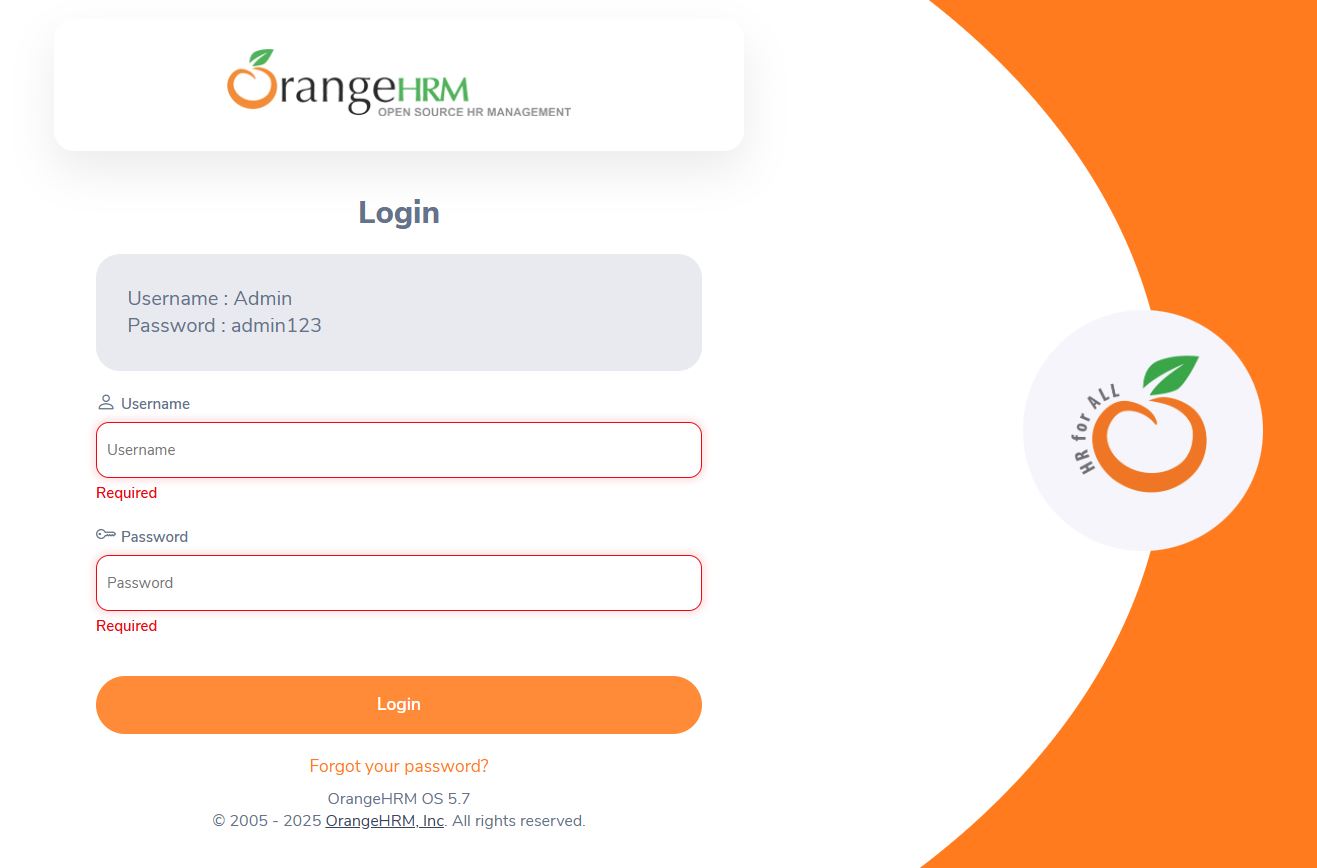 OrangeHRM
OPEN SOURCE HR MANAGEMENT
Login
Username : Admin
Password : admin123
Username
Username
Required
Password
Password
Required
Login
Forgot your password?
OrangeHRM OS 5.7
© 2005 - 2025 OrangeHRM, Inc. All rights reserved.
HR for ALL